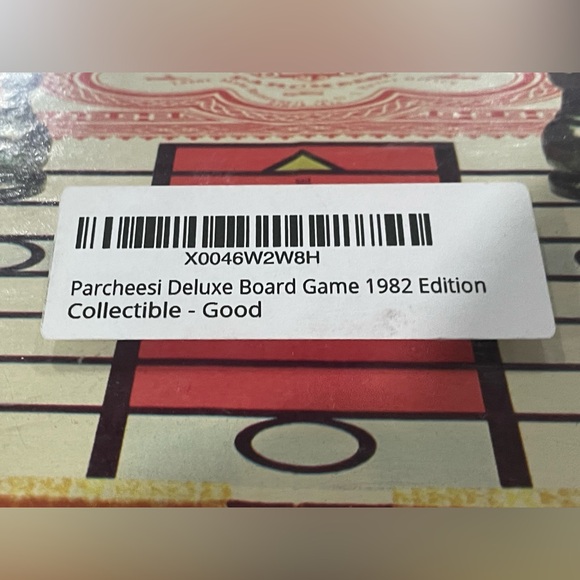 X0046W2W8H
Parcheesi Deluxe Board Game 1982 Edition
Collectible - Good